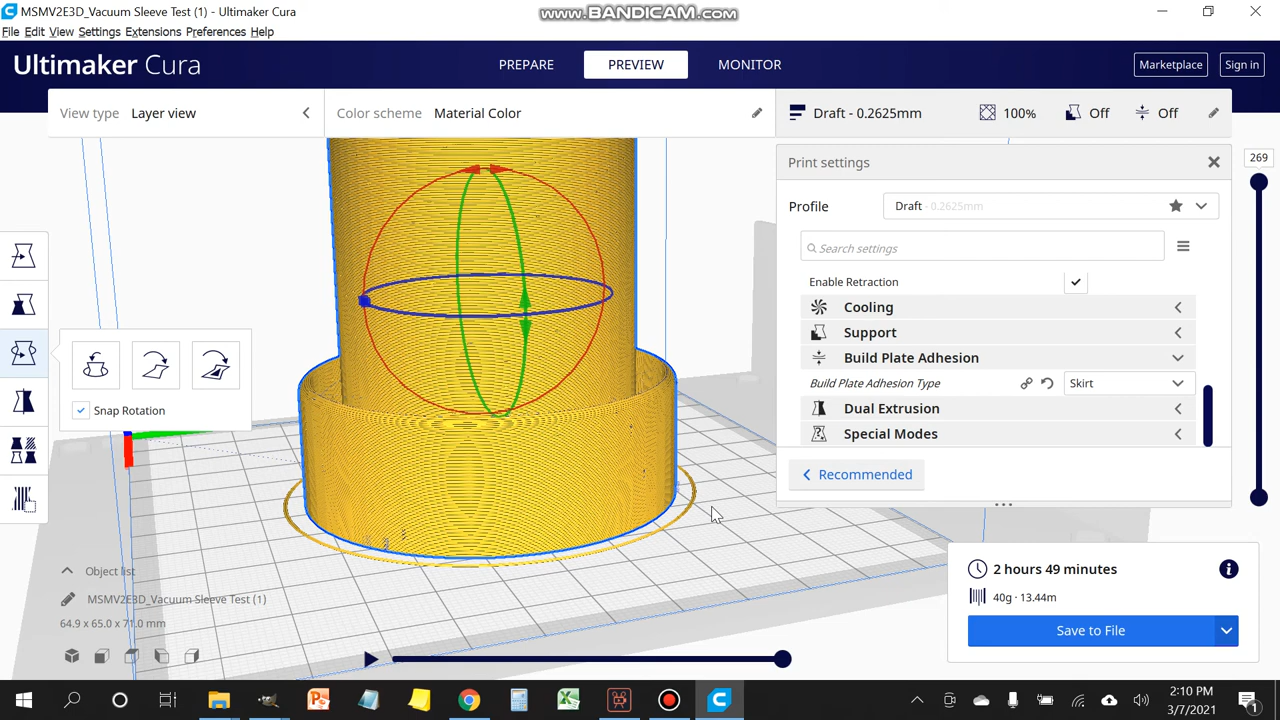 MSMV2E3D_Vacuum Sleeve Test (1) - Ultimaker Cura
www.BANDICAM.com
File Edit View Settings Extensions Preferences Help
Ultimaker Cura
PREPARE
PREVIEW
MONITOR
Marketplace
Sign in
View type Layer view
Color scheme Material Color
Draft - 0.2625mm
100%
Off
Off
Print settings
269
Profile
Draft - 0.2625mm
Search settings
Enable Retraction
Cooling
Support
Build Plate Adhesion
Build Plate Adhesion Type
Skirt
Dual Extrusion
Special Modes
Recommended
Snap Rotation
Object list
MSMV2E3D_Vacuum Sleeve Test (1)
64.9 x 65.0 x 71.0 mm
2 hours 49 minutes
40g · 13.44m
Save to File
2:10 PM
3/7/2021
1